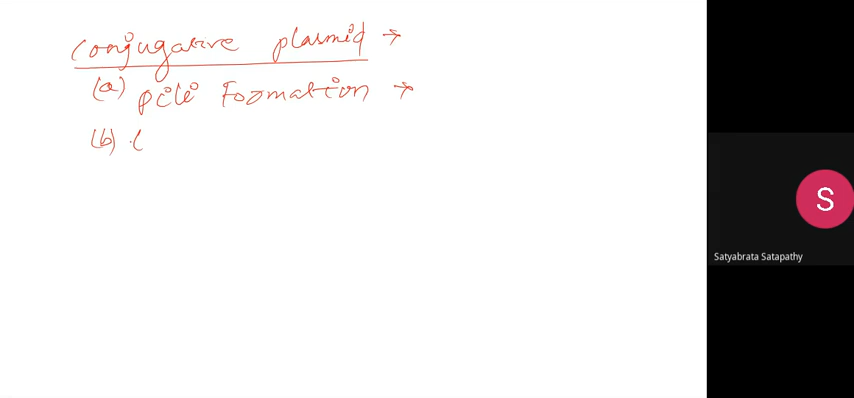 Conjugative plasmid →
(a) pili Formation →
(b) (
S
Satyabrata Satapathy